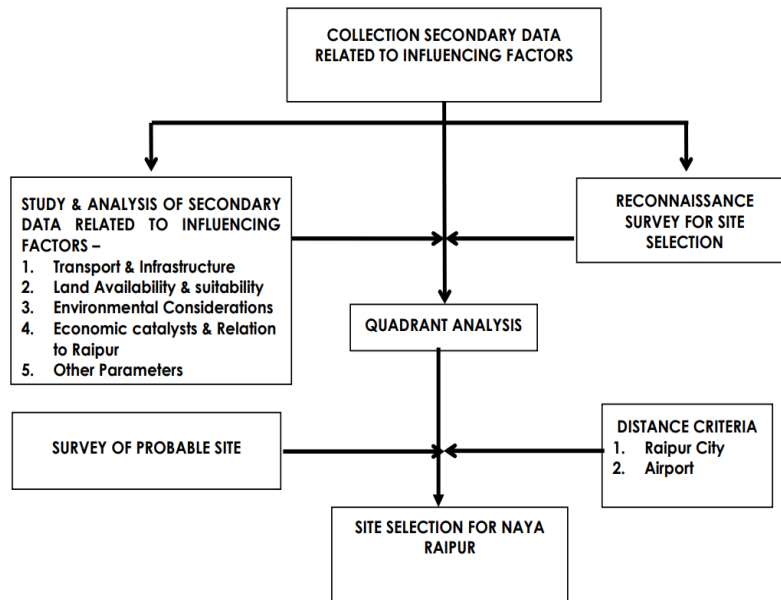 COLLECTION SECONDARY DATA
RELATED TO INFLUENCING FACTORS
STUDY & ANALYSIS OF SECONDARY
DATA RELATED TO INFLUENCING
FACTORS –
1. Transport & Infrastructure
2. Land Availability & suitability
3. Environmental Considerations
4. Economic catalysts & Relation
to Raipur
5. Other Parameters
RECONNAISSANCE
SURVEY FOR SITE
SELECTION
QUADRANT ANALYSIS
SURVEY OF PROBABLE SITE
DISTANCE CRITERIA
1. Raipur City
2. Airport
SITE SELECTION FOR NAYA
RAIPUR